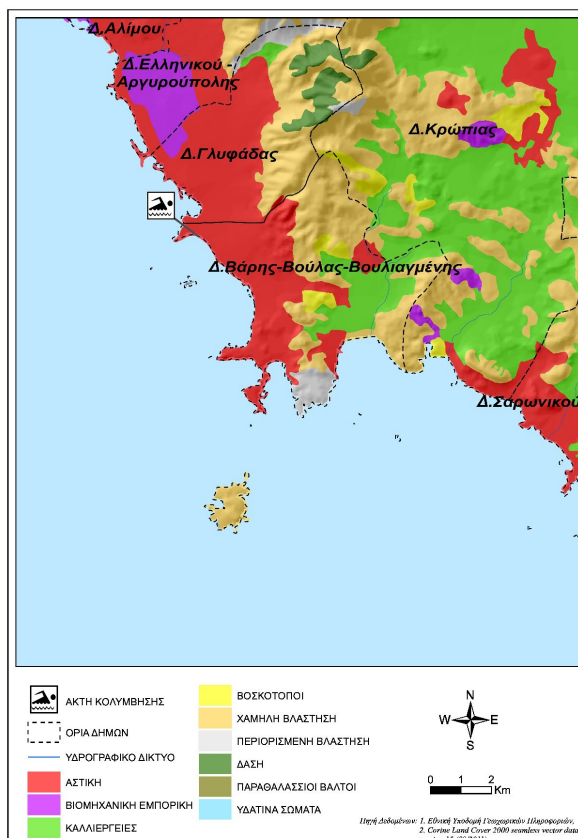 Δ.Αλίμου
Δ.Ελληνικού -
Αργυρούπολης
Δ.Κρώπιας
Δ.Γλυφάδας
Δ.Βάρης-Βούλας-Βουλιαγμένης
Δ.Σαρωνικού
ΑΚΤΗ ΚΟΛΥΜΒΗΣΗΣ
ΟΡΙΑ ΔΗΜΩΝ
ΥΔΡΟΓΡΑΦΙΚΟ ΔΙΚΤΥΟ
ΑΣΤΙΚΗ
ΒΙΟΜΗΧΑΝΙΚΗ ΕΜΠΟΡΙΚΗ
ΚΑΛΛΙΕΡΓΕΙΕΣ
ΒΟΣΚΟΤΟΠΟΙ
ΧΑΜΗΛΗ ΒΛΑΣΤΗΣΗ
ΠΕΡΙΟΡΙΣΜΕΝΗ ΒΛΑΣΤΗΣΗ
ΔΑΣΗ
ΠΑΡΑΘΑΛΑΣΣΙΟΙ ΒΑΛΤΟΙ
ΥΔΑΤΙΝΑ ΣΩΜΑΤΑ
N
W E
S
0 1 2
Km
Πηγή Δεδομένων: 1. Εθνική Υποδομή Γεωχωρικών Πληροφοριών,
2. Corine Land Cover 2000 seamless vector data